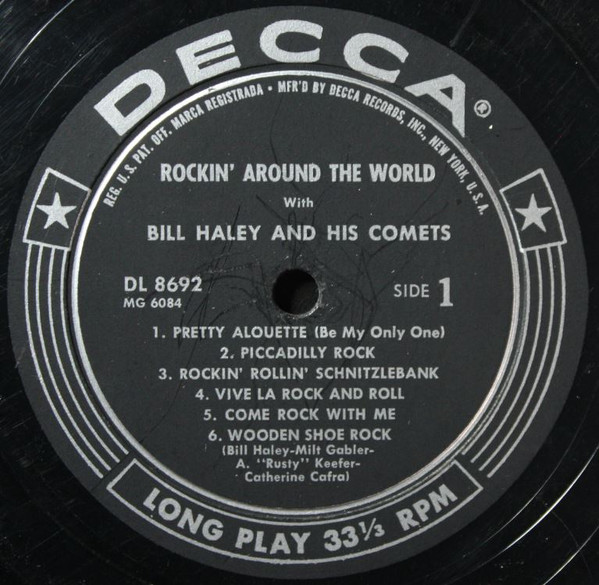 DECCA®
REG. U.S. PAT. OFF. MARCA REGISTRADA • MFR'D BY DECCA RECORDS, INC., NEW YORK, U.S.A.
ROCKIN' AROUND THE WORLD
With
BILL HALEY AND HIS COMETS
DL 8692
MG 6084
SIDE 1
1. PRETTY ALOUETTE (Be My Only One)
2. PICCADILLY ROCK
3. ROCKIN' ROLLIN' SCHNITZLEBANK
4. VIVE LA ROCK AND ROLL
5. COME ROCK WITH ME
6. WOODEN SHOE ROCK
(Bill Haley-Milt Gabler-
A. "Rusty" Keefer-
Catherine Cafra)
LONG PLAY 33⅓ RPM